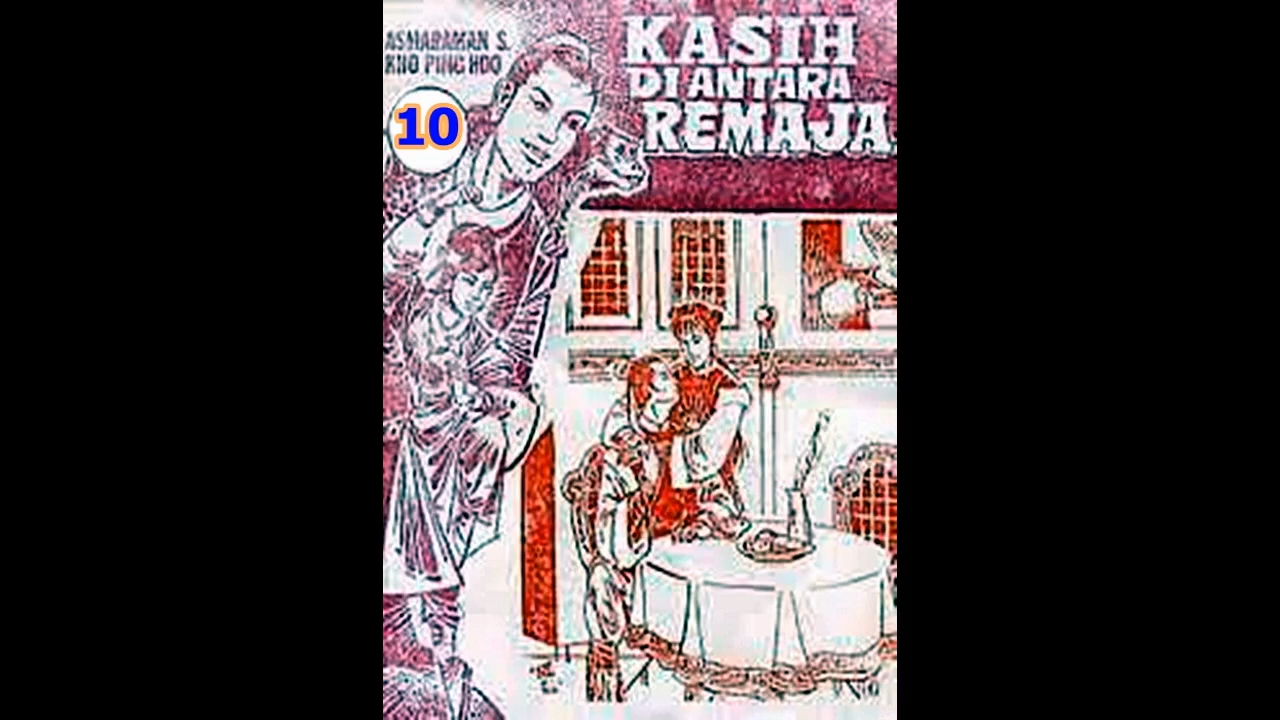 ASMARAMAN S.
KHO PING HOO
10
KASIH
DI ANTARA
REMAJA